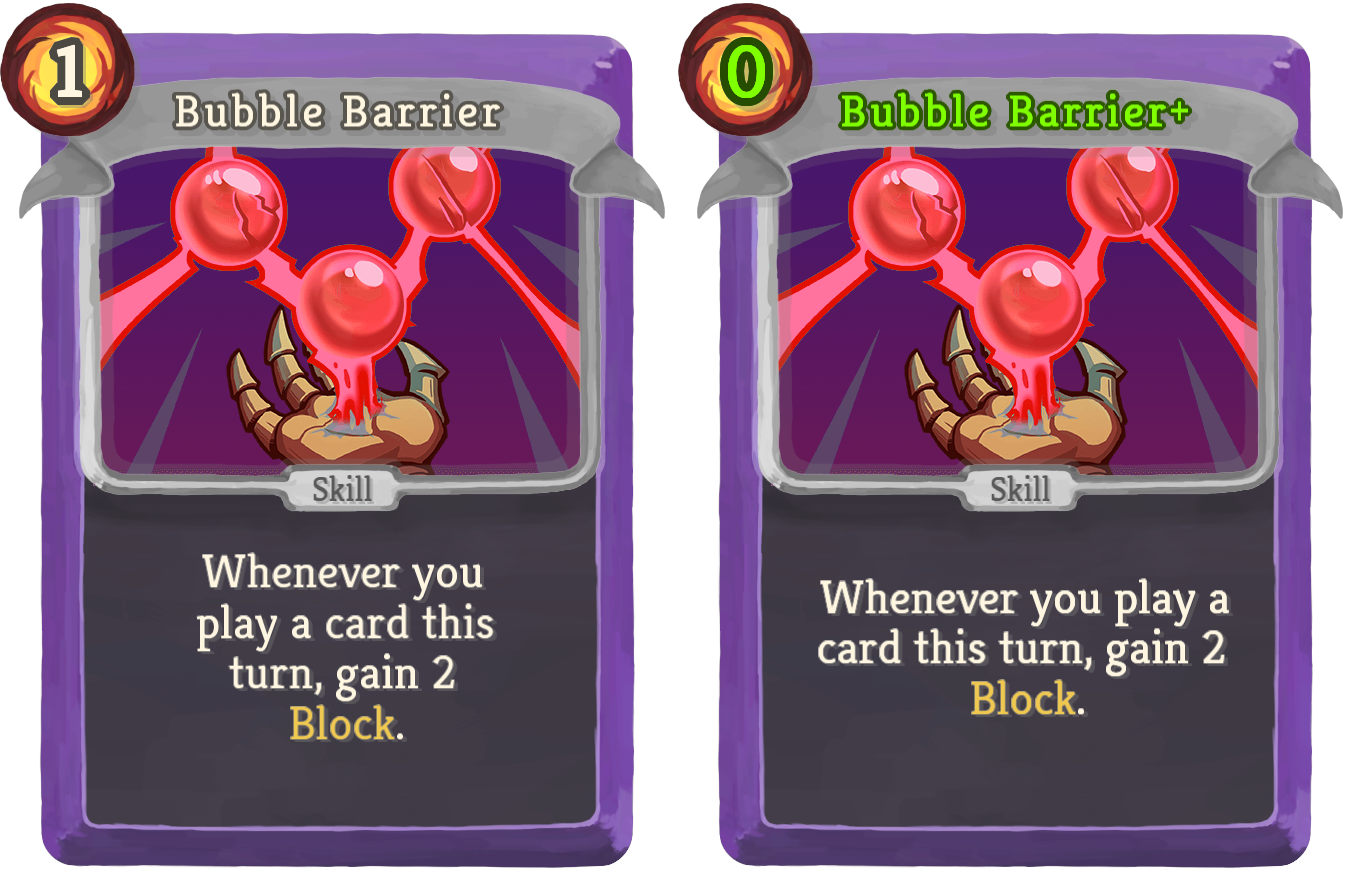 1
Bubble Barrier
Skill
Whenever you
play a card this
turn, gain 2
Block.
0
Bubble Barrier+
Skill
Whenever you play a
card this turn, gain 2
Block.